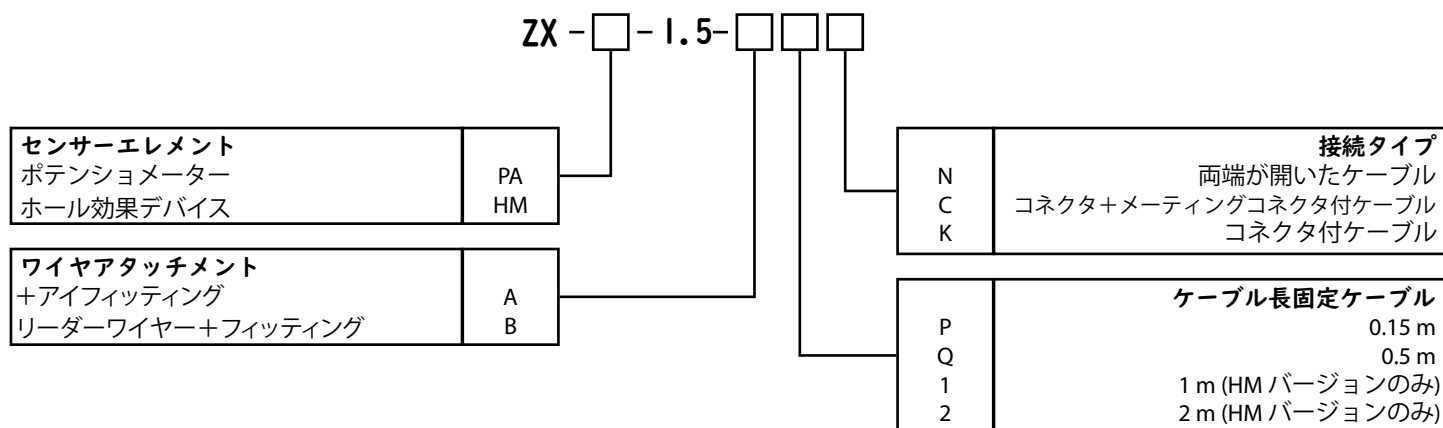 ZX - □ - 1.5- □ □ □
センサーエレメント
ポテンショメーター PA
ホール効果デバイス HM
ワイヤアタッチメント
+アイフィッティング A
リーダーワイヤー+フィッティング B
接続タイプ
N 両端が開いたケーブル
C コネクタ+メーティングコネクタ付ケーブル
K コネクタ付ケーブル
ケーブル長固定ケーブル
P 0.15 m
Q 0.5 m
1 1 m (HM バージョンのみ)
2 2 m (HM バージョンのみ)